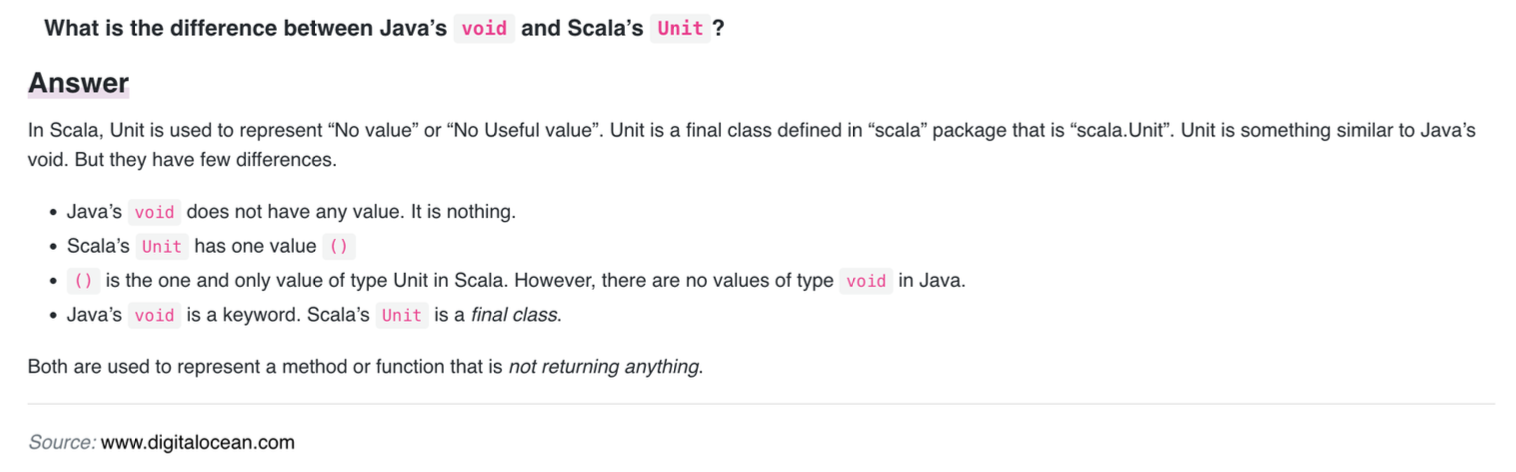 What is the difference between Java’s void and Scala’s Unit?
Answer
In Scala, Unit is used to represent “No value” or “No Useful value”. Unit is a final class defined in “scala” package that is “scala.Unit”. Unit is something similar to Java’s
void. But they have few differences.
• Java’s void does not have any value. It is nothing.
• Scala’s Unit has one value ()
• () is the one and only value of type Unit in Scala. However, there are no values of type void in Java.
• Java’s void is a keyword. Scala’s Unit is a final class.
Both are used to represent a method or function that is not returning anything.
Source: www.digitalocean.com